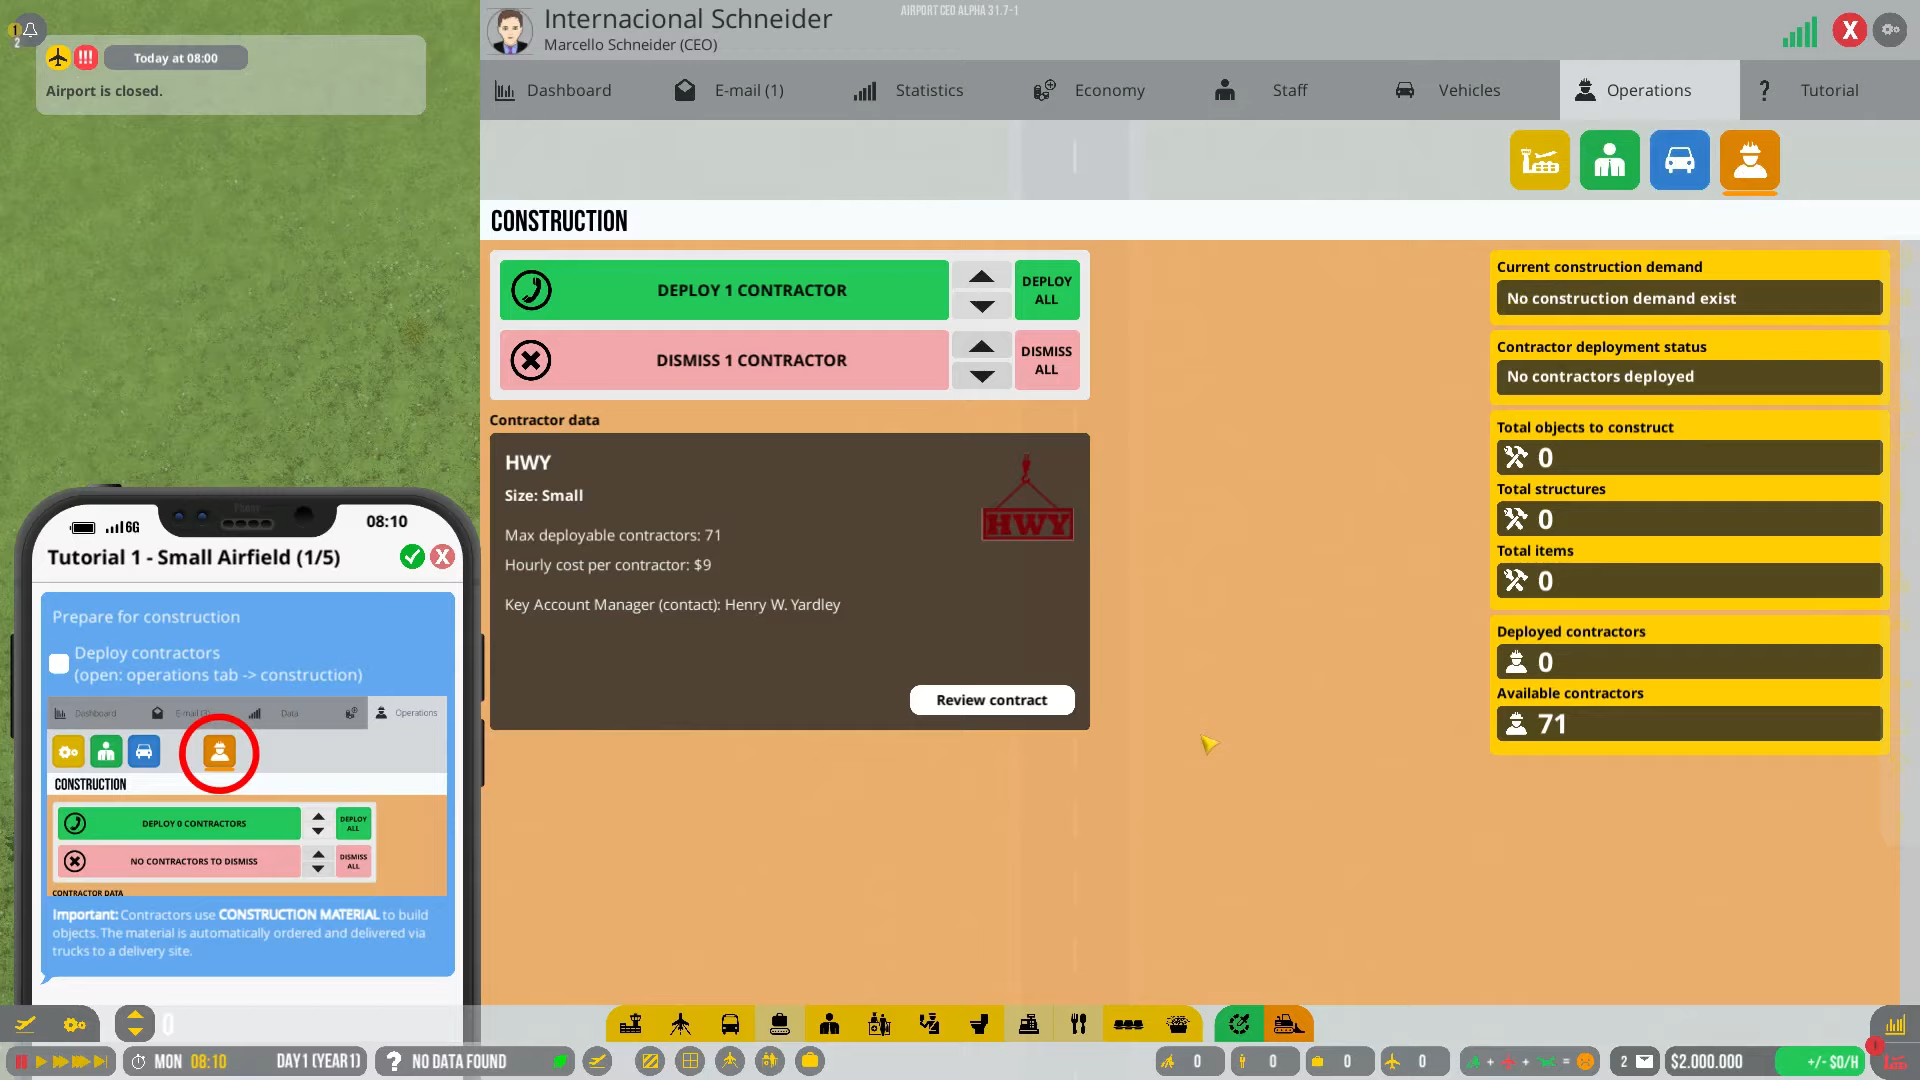 1
2
Today at 08:00
Airport is closed.
Internacional Schneider
Marcello Schneider (CEO)
AIRPORT CEO ALPHA 31.7-1
X
Dashboard
E-mail (1)
Statistics
Economy
Staff
Vehicles
Operations
? Tutorial
CONSTRUCTION
DEPLOY 1 CONTRACTOR
DEPLOY ALL
DISMISS 1 CONTRACTOR
DISMISS ALL
Contractor data
HWY
Size: Small
Max deployable contractors: 71
Hourly cost per contractor: $9
Key Account Manager (contact): Henry W. Yardley
HWY
Review contract
Current construction demand
No construction demand exist
Contractor deployment status
No contractors deployed
Total objects to construct
0
Total structures
0
Total items
0
Deployed contractors
0
Available contractors
71
6G
08:10
Tutorial 1 - Small Airfield (1/5)
Prepare for construction
Deploy contractors
(open: operations tab -> construction)
Dashboard
Data
Operations
CONSTRUCTION
DEPLOY 0 CONTRACTORS
DEPLOY ALL
NO CONTRACTORS TO DISMISS
DISMISS ALL
CONTRACTOR DATA
Important: Contractors use CONSTRUCTION MATERIAL to build
objects. The material is automatically ordered and delivered via
trucks to a delivery site.
0
MON 08:10
DAY 1 (YEAR 1)
? NO DATA FOUND
0
0
0
0
+ + =
2
$2.000.000
+/- $0/H